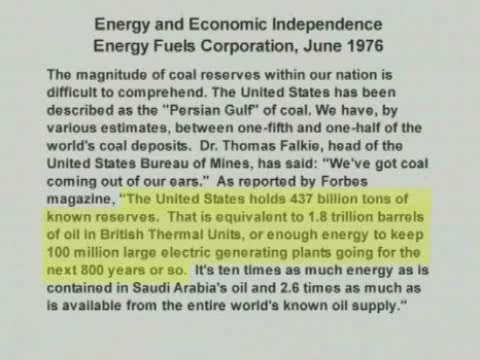 Energy and Economic Independence
Energy Fuels Corporation, June 1976
The magnitude of coal reserves within our nation is
difficult to comprehend. The United States has been
described as the "Persian Gulf" of coal. We have, by
various estimates, between one-fifth and one-half of the
world's coal deposits.  Dr. Thomas Falkie, head of the
United States Bureau of Mines, has said: "We've got coal
coming out of our ears."  As reported by Forbes
magazine, "The United States holds 437 billion tons of
known reserves.  That is equivalent to 1.8 trillion barrels
of oil in British Thermal Units, or enough energy to keep
100 million large electric generating plants going for the
next 800 years or so.  It's ten times as much energy as is
contained in Saudi Arabia's oil and 2.6 times as much as
is available from the entire world's known oil supply."